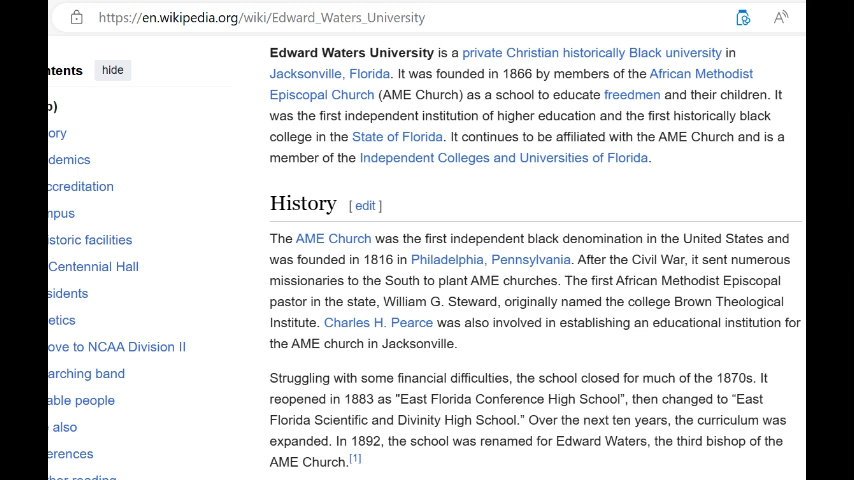 https://en.wikipedia.org/wiki/Edward_Waters_University
Edward Waters University is a private Christian historically Black university in
Jacksonville, Florida. It was founded in 1866 by members of the African Methodist
Episcopal Church (AME Church) as a school to educate freedmen and their children. It
was the first independent institution of higher education and the first historically black
college in the State of Florida. It continues to be affiliated with the AME Church and is a
member of the Independent Colleges and Universities of Florida.
ntents hide
p)
ory
demics
ccreditation
mpus
istoric facilities
Centennial Hall
sidents
etics
ove to NCAA Division II
arching band
able people
also
erences
her reading
History [ edit ]
The AME Church was the first independent black denomination in the United States and
was founded in 1816 in Philadelphia, Pennsylvania. After the Civil War, it sent numerous
missionaries to the South to plant AME churches. The first African Methodist Episcopal
pastor in the state, William G. Steward, originally named the college Brown Theological
Institute. Charles H. Pearce was also involved in establishing an educational institution for
the AME church in Jacksonville.
Struggling with some financial difficulties, the school closed for much of the 1870s. It
reopened in 1883 as "East Florida Conference High School”, then changed to “East
Florida Scientific and Divinity High School.” Over the next ten years, the curriculum was
expanded. In 1892, the school was renamed for Edward Waters, the third bishop of the
AME Church.[1]